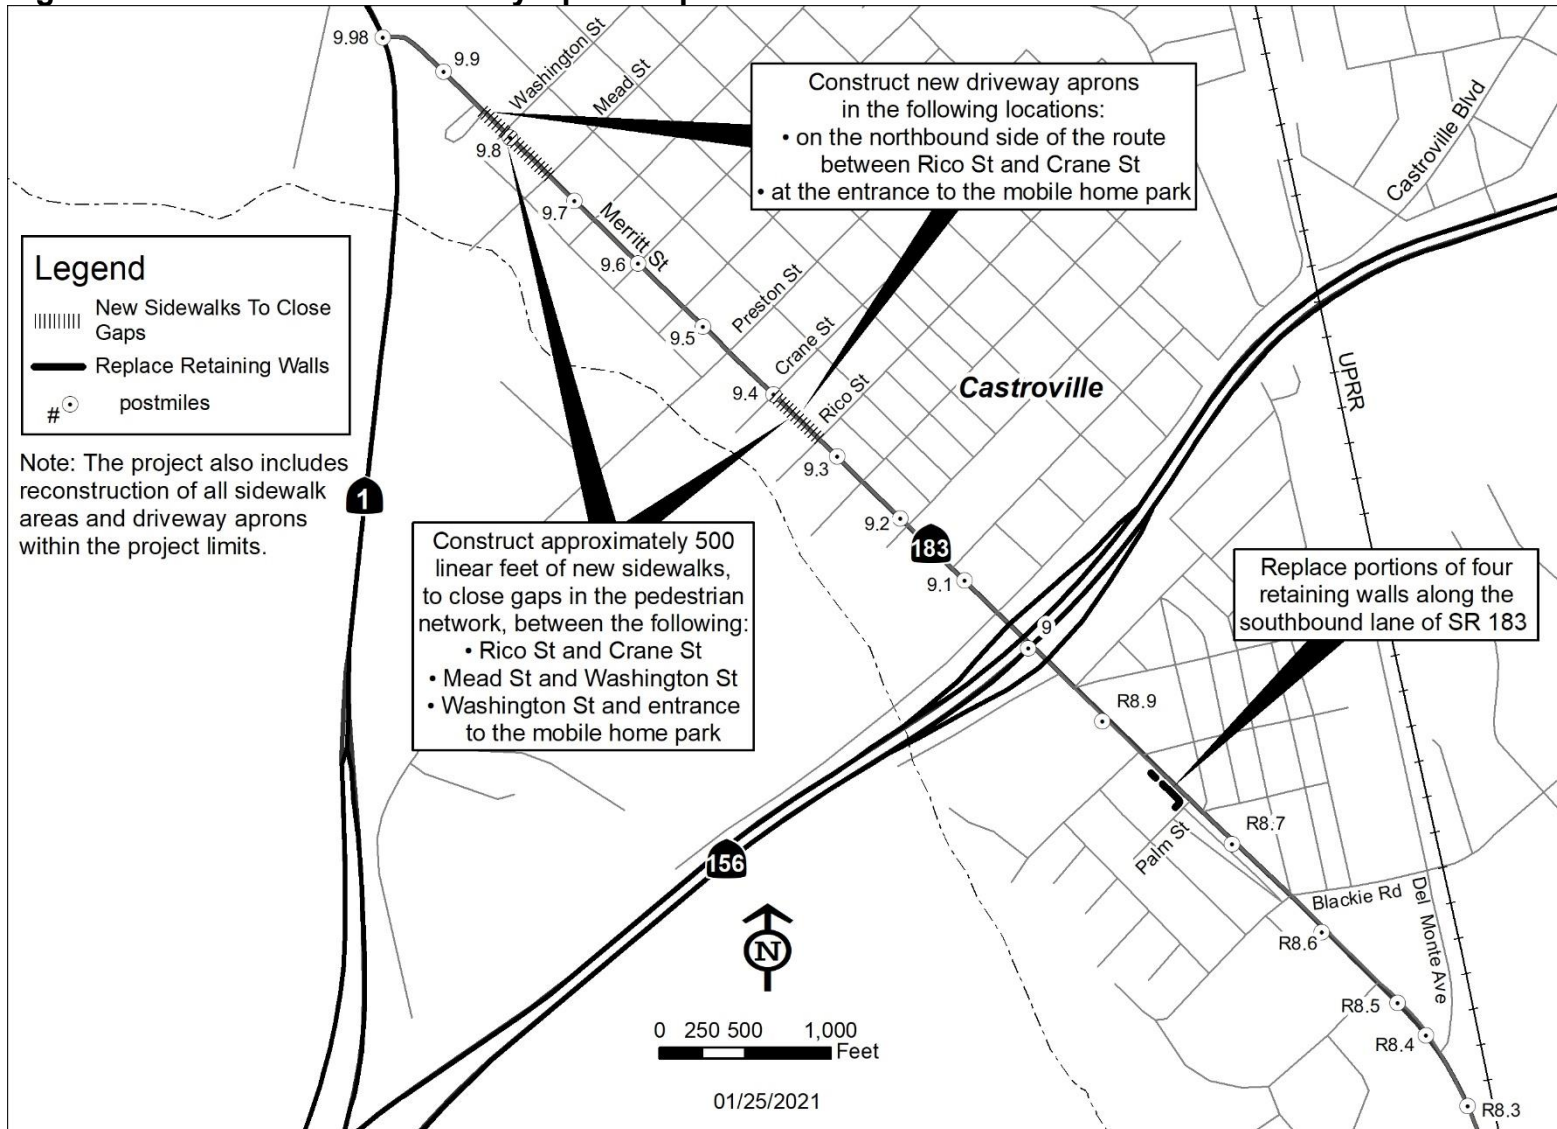 9.98
9.9
Washington St
Mead St
9.8
9.7
Merritt St
9.6
Preston St
9.5
Crane St
9.4
Rico St
9.3
9.2
183
9.1
9
R8.9
R8.7
Palm St
Blackie Rd
Del Monte Ave
R8.6
R8.5
R8.4
R8.3
Castroville
Castroville Blvd
UPRR
1
156
Construct new driveway aprons
in the following locations:
• on the northbound side of the route
between Rico St and Crane St
• at the entrance to the mobile home park
Legend
New Sidewalks To Close
Gaps
Replace Retaining Walls
# postmiles
Note: The project also includes
reconstruction of all sidewalk
areas and driveway aprons
within the project limits.
Construct approximately 500
linear feet of new sidewalks,
to close gaps in the pedestrian
network, between the following:
• Rico St and Crane St
• Mead St and Washington St
• Washington St and entrance
to the mobile home park
Replace portions of four
retaining walls along the
southbound lane of SR 183
N
0 250 500 1,000
Feet
01/25/2021